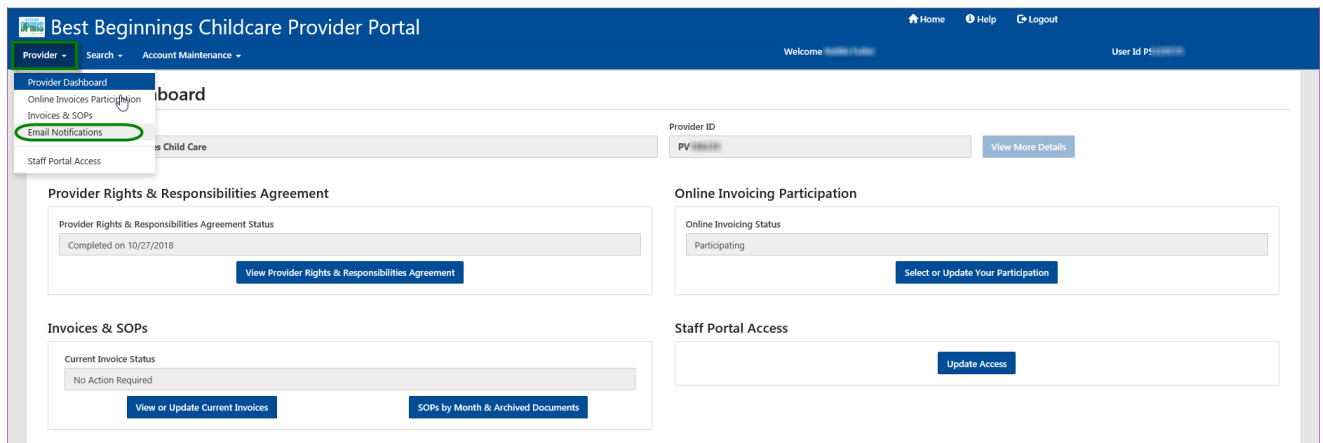 Best Beginnings Childcare Provider Portal
Home Help Logout
Provider Search Account Maintenance Welcome User Id PS
Provider Dashboard
Online Invoices Participation
Invoices & SOPs
Email Notifications
Staff Portal Access
board
Provider ID
s Child Care
PV
View More Details
Provider Rights & Responsibilities Agreement
Provider Rights & Responsibilities Agreement Status
Completed on 10/27/2018
View Provider Rights & Responsibilities Agreement
Online Invoicing Participation
Online Invoicing Status
Participating
Select or Update Your Participation
Invoices & SOPs
Current Invoice Status
No Action Required
View or Update Current Invoices SOPs by Month & Archived Documents
Staff Portal Access
Update Access